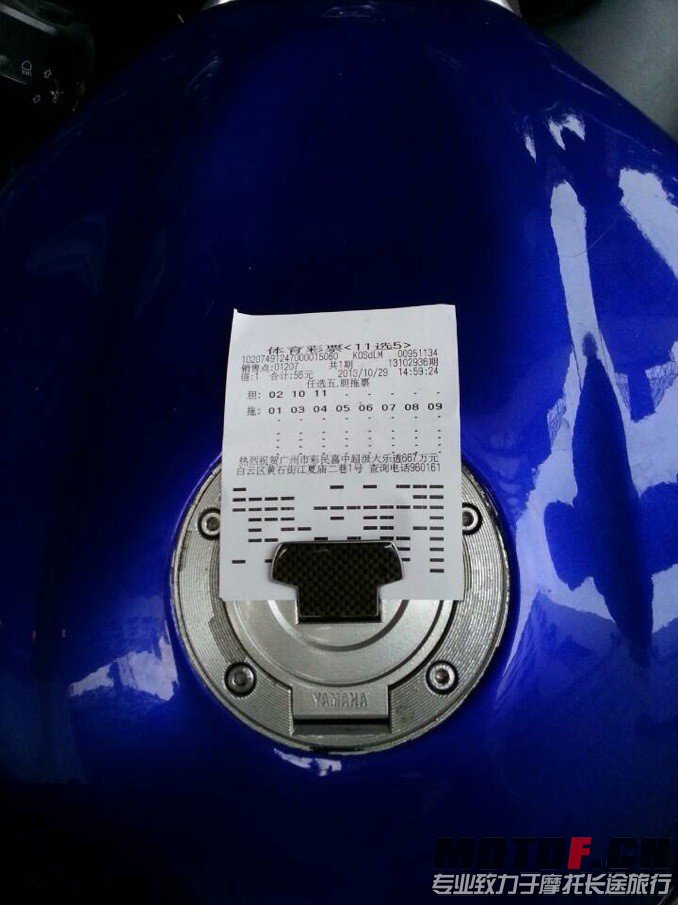 体育彩票<11选5>
10207491247000015060 KOSdLM 00951134
销售点:01207 共1期 13102936期
倍:1 合计:56元 2013/10/29 14:59:24
任选五.胆拖票
胆: 02 10 11 . . . . .
拖: 01 03 04 05 06 07 08 09
热烈祝贺广州市彩民喜中超级大乐透667万元
白云区黄石街江夏庙二巷1号 查询电话960161
YAMAHA
MOTOF.CN
专业致力于摩托长途旅行